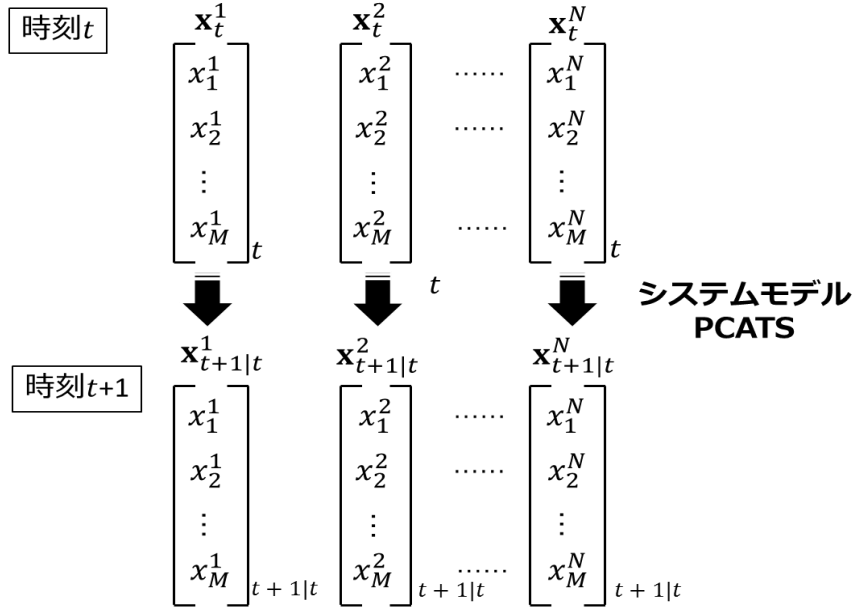 時刻t 𝐱_t^1 𝐱_t^2 𝐱_t^N
x_1^1 x_1^2 ⋯⋯ x_1^N
x_2^1 x_2^2 ⋯⋯ x_2^N
⋮ ⋮ ⋮
x_M^1 x_M^2 ⋯⋯ x_M^N
t t t
システムモデル
PCATS
𝐱_{t+1|t}^1 𝐱_{t+1|t}^2 𝐱_{t+1|t}^N
時刻t+1
x_1^1 x_1^2 ⋯⋯ x_1^N
x_2^1 x_2^2 ⋯⋯ x_2^N
⋮ ⋮ ⋮
x_M^1 x_M^2 ⋯⋯ x_M^N
t + 1|t t + 1|t t + 1|t